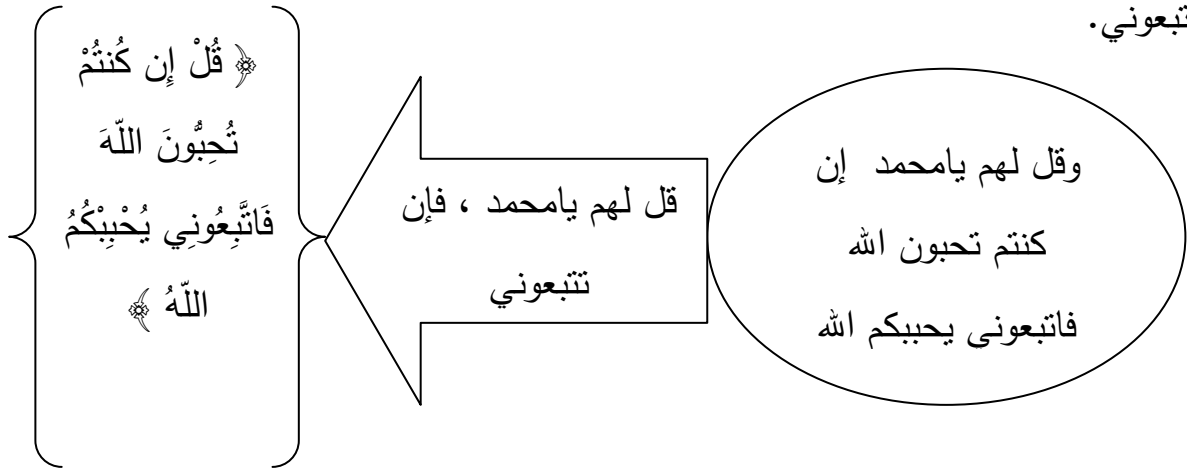 تبعوني.
وقل لهم يامحمد إن
كنتم تحبون الله
فاتبعونى يحببكم الله
قل لهم يامحمد ، فإن
تتبعوني
﴿ قُلْ إِن كُنتُمْ
تُحِبُّونَ اللّهَ
فَاتَّبِعُونِي يُحْبِبْكُمُ
اللّهُ ﴾